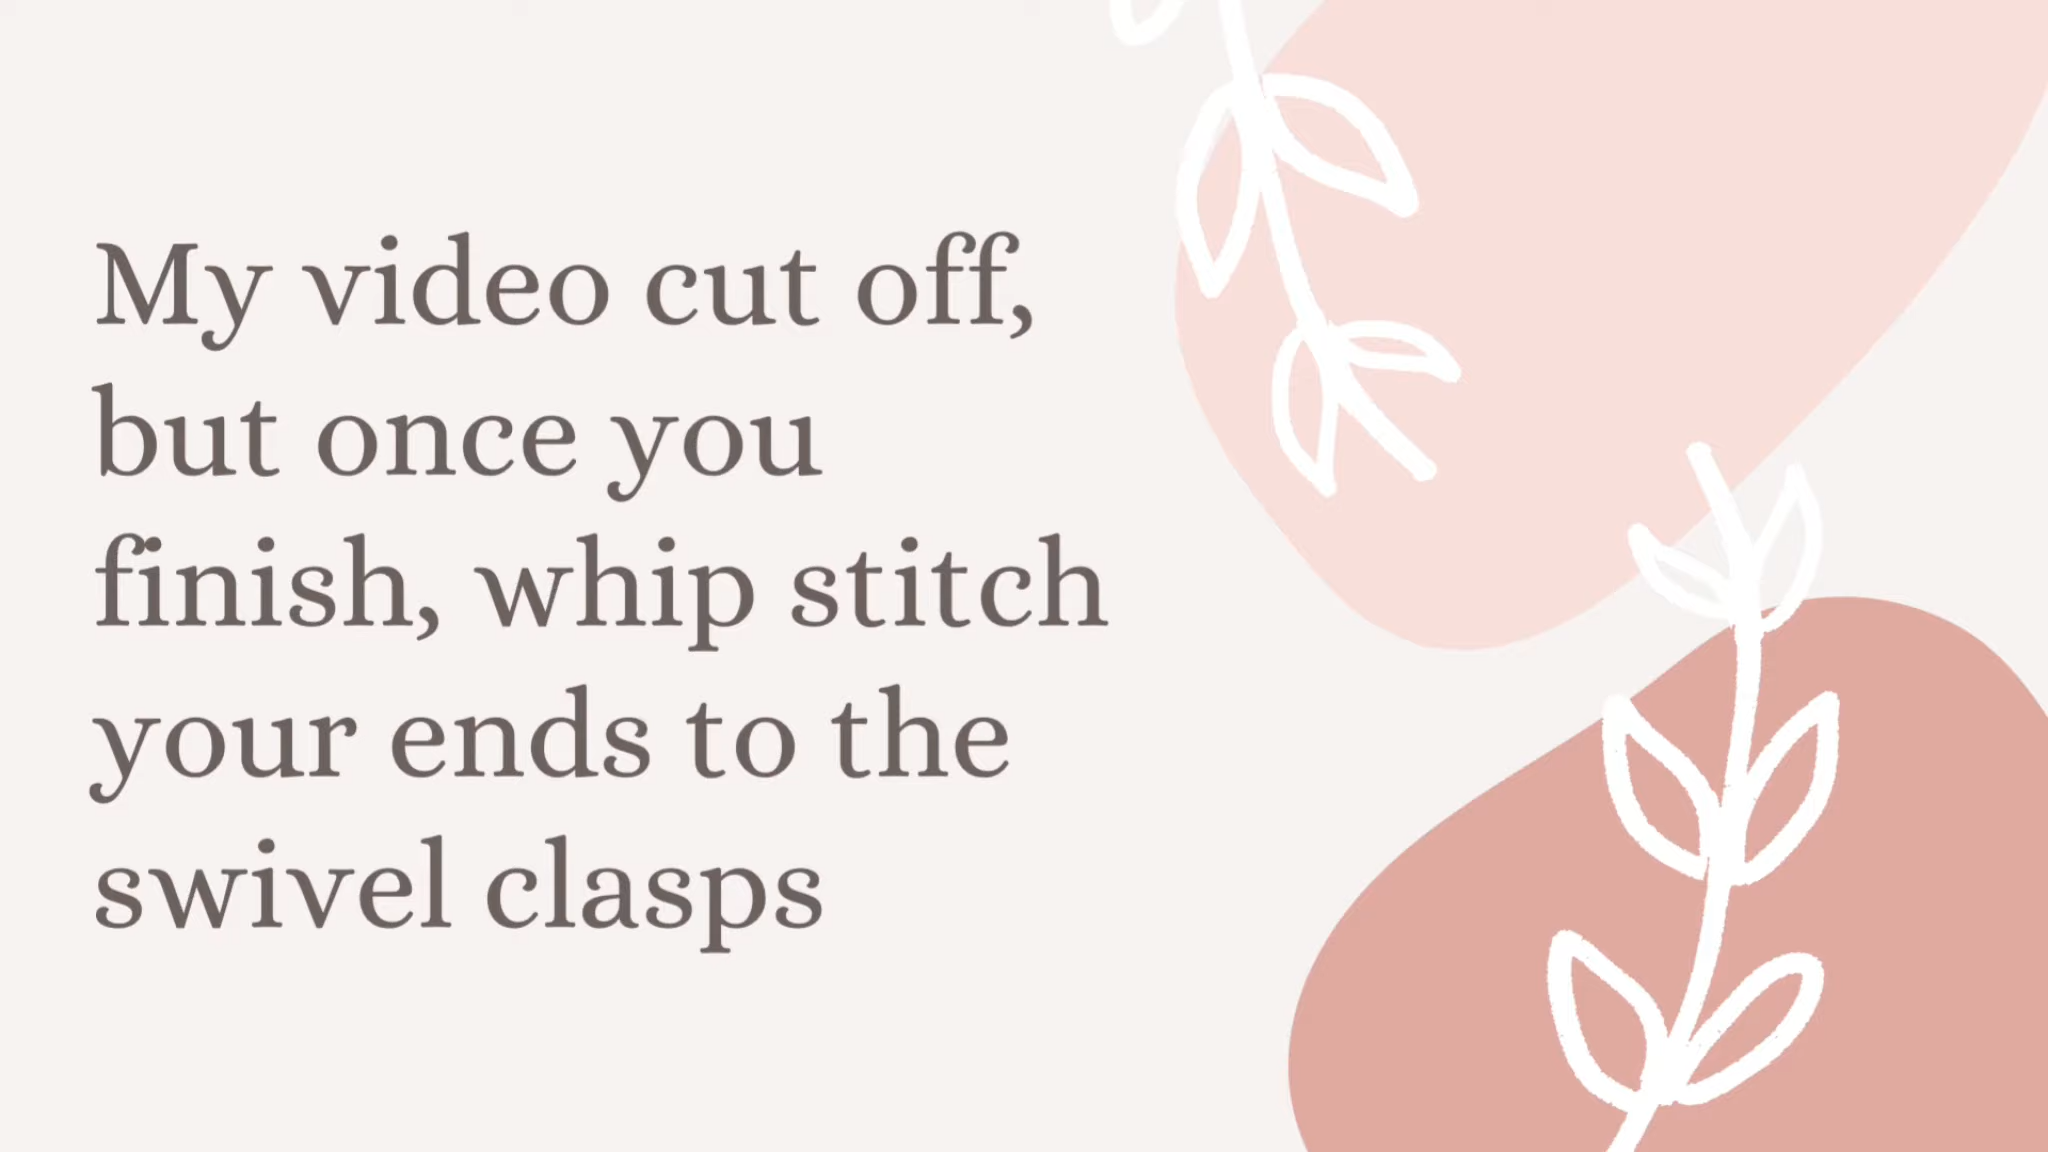 My video cut off,
but once you
finish, whip stitch
your ends to the
swivel clasps